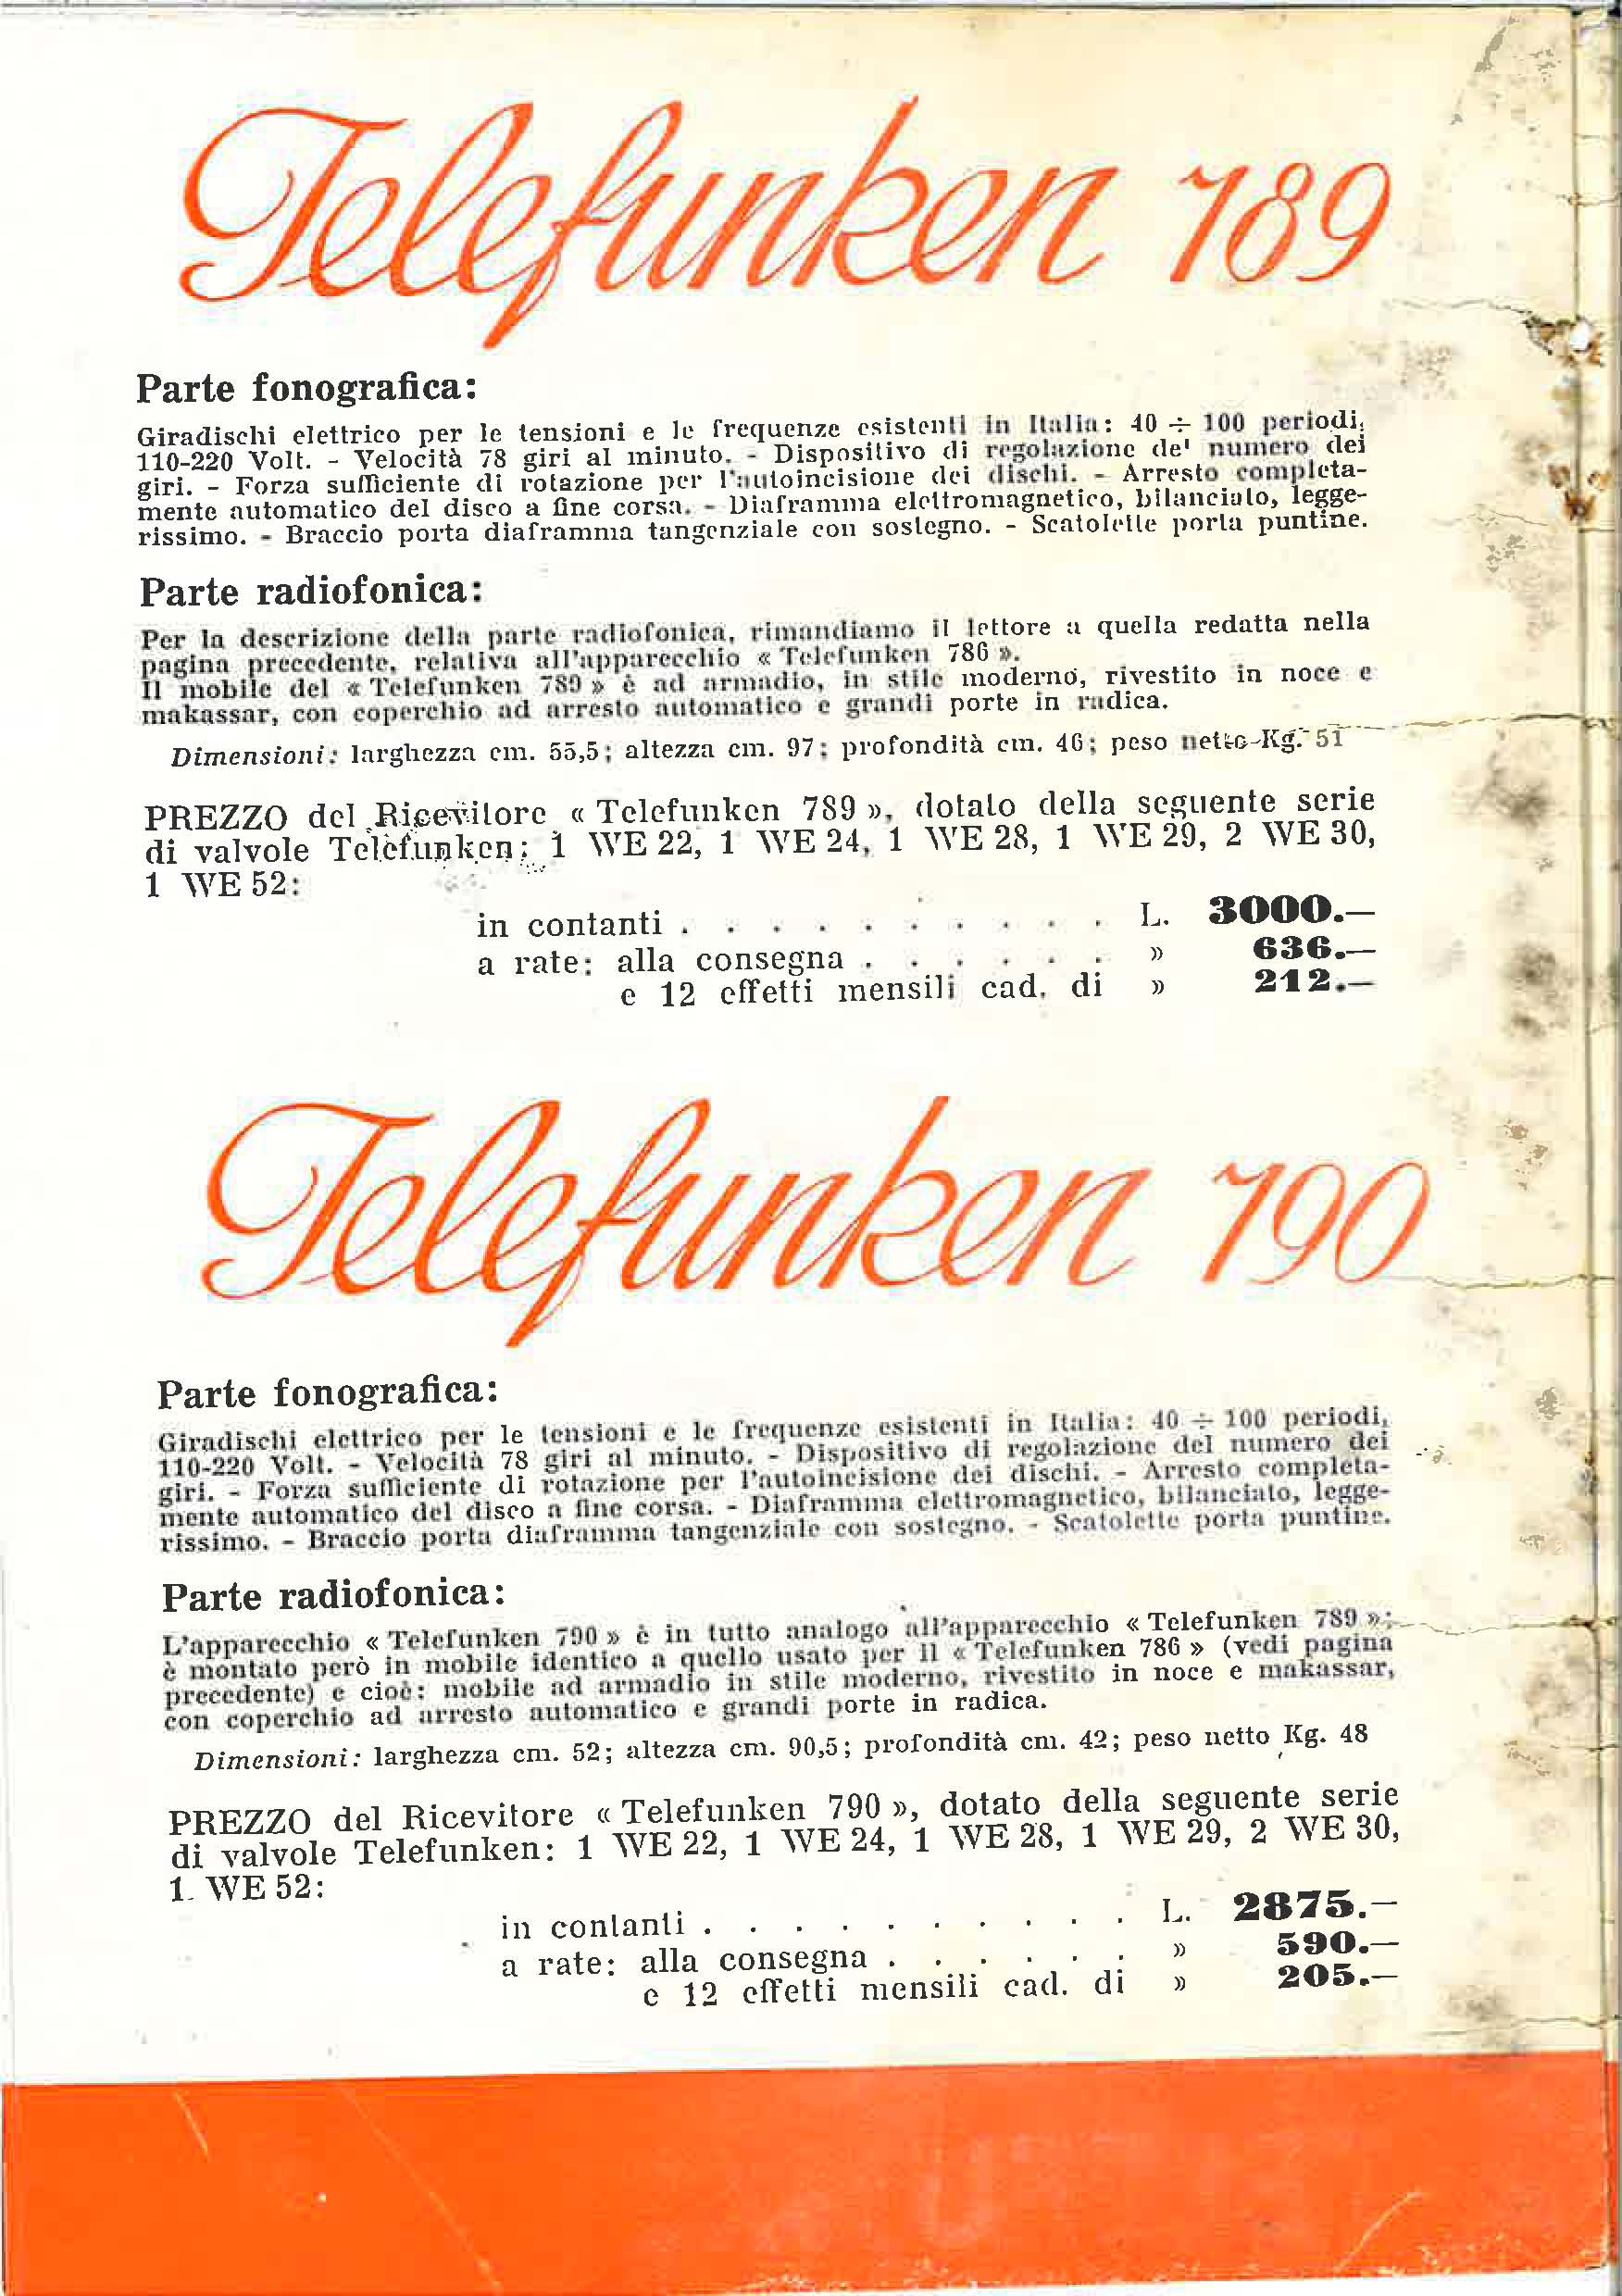 Telefunken 789
Parte fonografica:
Giradischi elettrico per le tensioni e le frequenze esistenti in Italia: 40 ÷ 100 periodi,
110-220 Volt. - Velocità 78 giri al minuto. - Dispositivo di regolazione de' numero dei
giri. - Forza sufficiente di rotazione per l'autoincisione dei dischi. - Arresto completa-
mente automatico del disco a fine corsa. - Diaframma elettromagnetico, bilanciato, legge-
rissimo. - Braccio porta diaframma tangenziale con sostegno. - Scatolette porta puntine.
Parte radiofonica:
Per la descrizione della parte radiofonica, rimandiamo il lettore a quella redatta nella
pagina precedente, relativa all'apparecchio « Telefunken 786 ».
Il mobile del « Telefunken 789 » è ad armadio, in stile moderno, rivestito in noce e
makassar, con coperchio ad arresto automatico e grandi porte in radica.
Dimensioni: larghezza cm. 55,5; altezza cm. 97; profondità cm. 46; peso netto Kg. 51
PREZZO del Ricevitore « Telefunken 789 », dotato della seguente serie
di valvole Telefunken: 1 WE 22, 1 WE 24, 1 WE 28, 1 WE 29, 2 WE 30,
1 WE 52:
in contanti . . . . . . . . . . L. 3000.—
a rate: alla consegna . . . . . . » 636.—
e 12 effetti mensili cad. di » 212.—
Telefunken 790
Parte fonografica:
Giradischi elettrico per le tensioni e le frequenze esistenti in Italia: 40 ÷ 100 periodi,
110-220 Volt. - Velocità 78 giri al minuto. - Dispositivo di regolazione del numero dei
giri. - Forza sufficiente di rotazione per l'autoincisione dei dischi. - Arresto completa-
mente automatico del disco a fine corsa. - Diaframma elettromagnetico, bilanciato, legge-
rissimo. - Braccio porta diaframma tangenziale con sostegno. - Scatolette porta puntine.
Parte radiofonica:
L'apparecchio « Telefunken 790 » è in tutto analogo all'apparecchio « Telefunken 789 »;
è montato però in mobile identico a quello usato per il « Telefunken 786 » (vedi pagina
precedente) e cioè: mobile ad armadio in stile moderno, rivestito in noce e makassar,
con coperchio ad arresto automatico e grandi porte in radica.
Dimensioni: larghezza cm. 52; altezza cm. 90,5; profondità cm. 42; peso netto Kg. 48
PREZZO del Ricevitore « Telefunken 790 », dotato della seguente serie
di valvole Telefunken: 1 WE 22, 1 WE 24, 1 WE 28, 1 WE 29, 2 WE 30,
1 WE 52:
in contanti . . . . . . . . . . L. 2875.—
a rate: alla consegna . . . . . . » 590.—
e 12 effetti mensili cad. di » 205.—